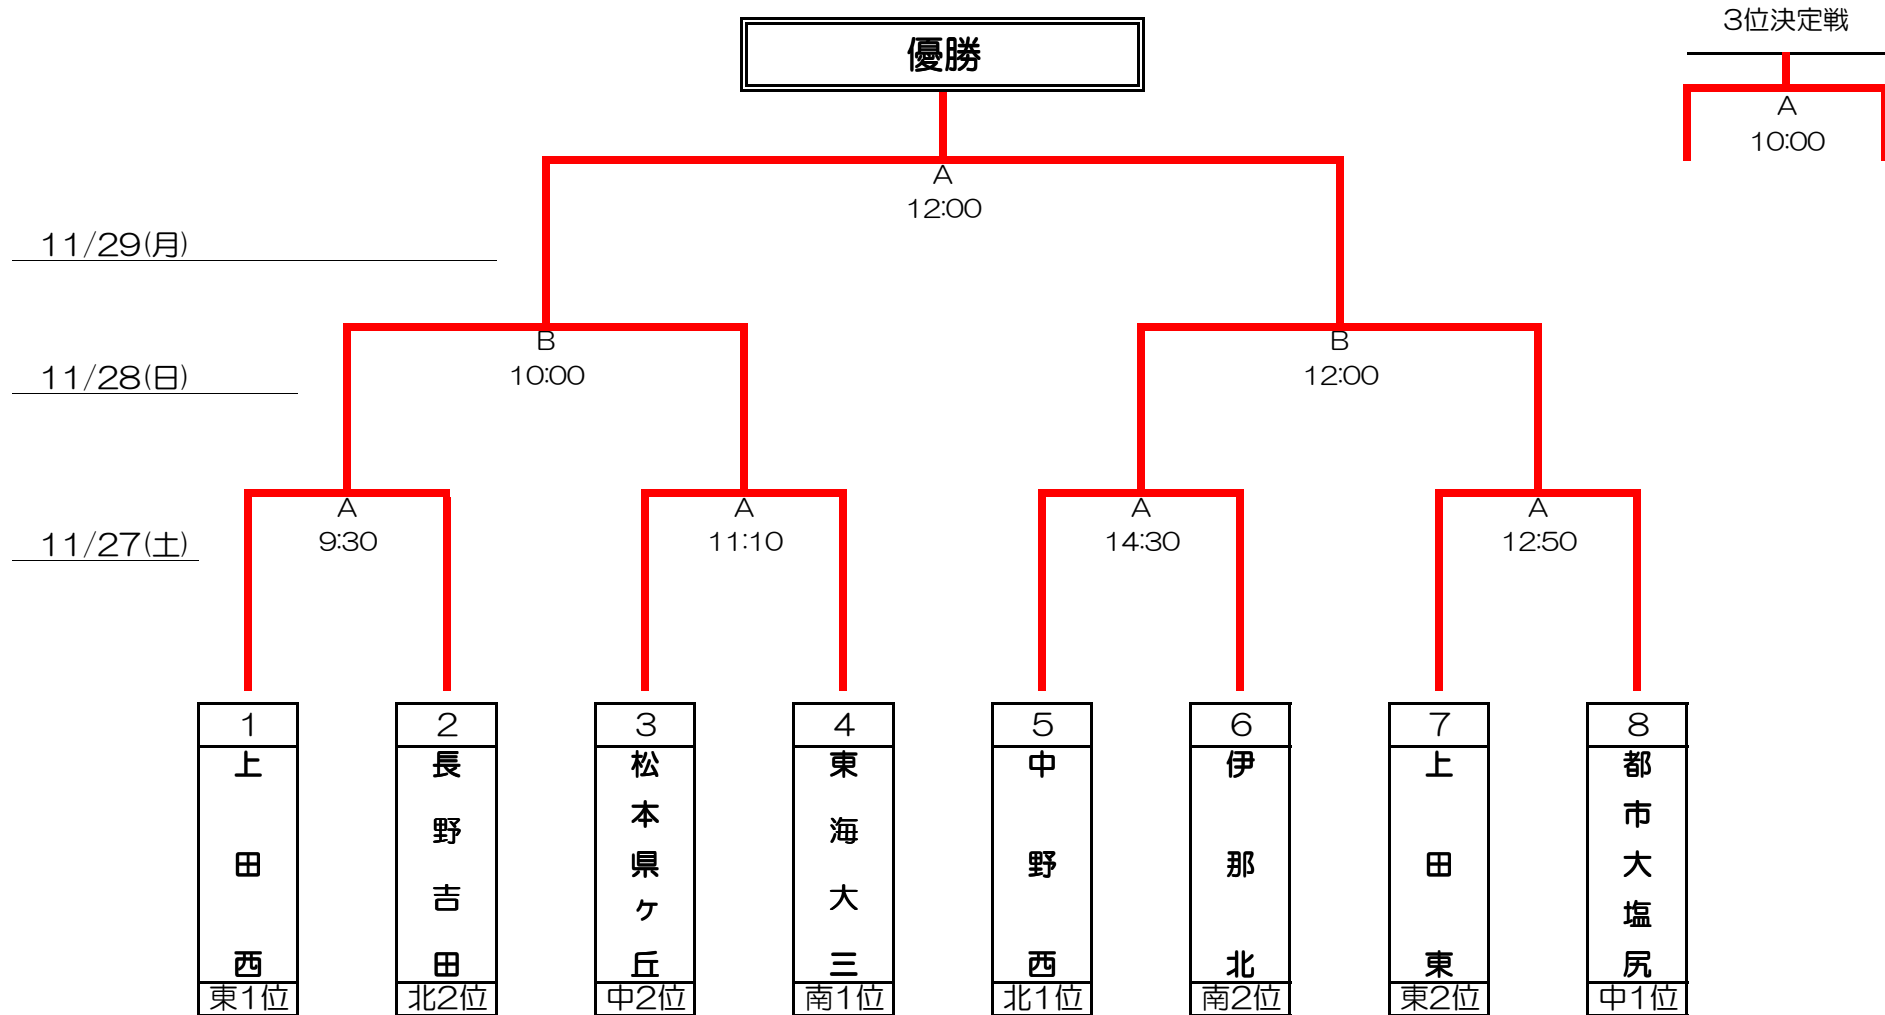 3位決定戦
優勝
A
10:00
A
12:00
11/29(月)
B
10:00
B
12:00
11/28(日)
A
9:30
A
11:10
A
14:30
A
12:50
11/27(土)
1
上田西
東1位
2
長野吉田
北2位
3
松本県ケ丘
中2位
4
東海大三
南1位
5
中野西
北1位
6
伊那北
南2位
7
上田東
東2位
8
都市大塩尻
中1位